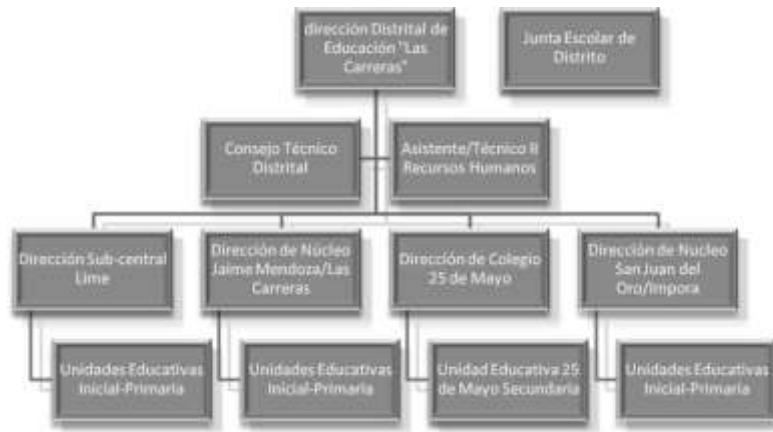 dirección Distrital de
Educación "Las
Carreras"
Junta Escolar de
Distrito
Consejo Técnico
Distrital
Asistente/Técnico II
Recursos Humanos
Dirección Sub-central
Lime
Dirección de Núcleo
Jaime Mendoza/Las
Carreras
Dirección de Colegio
25 de Mayo
Dirección de Nucleo
San Juan del
Oro/Impora
Unidades Educativas
Inicial-Primaria
Unidades Educativas
Inicial-Primaria
Unidad Educativa 25
de Mayo Secundaria
Unidades Educativas
Inicial-Primaria